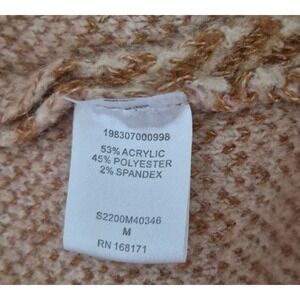 198307000998
53% ACRYLIC
45% POLYESTER
2% SPANDEX
S2200M40346
M
RN 168171